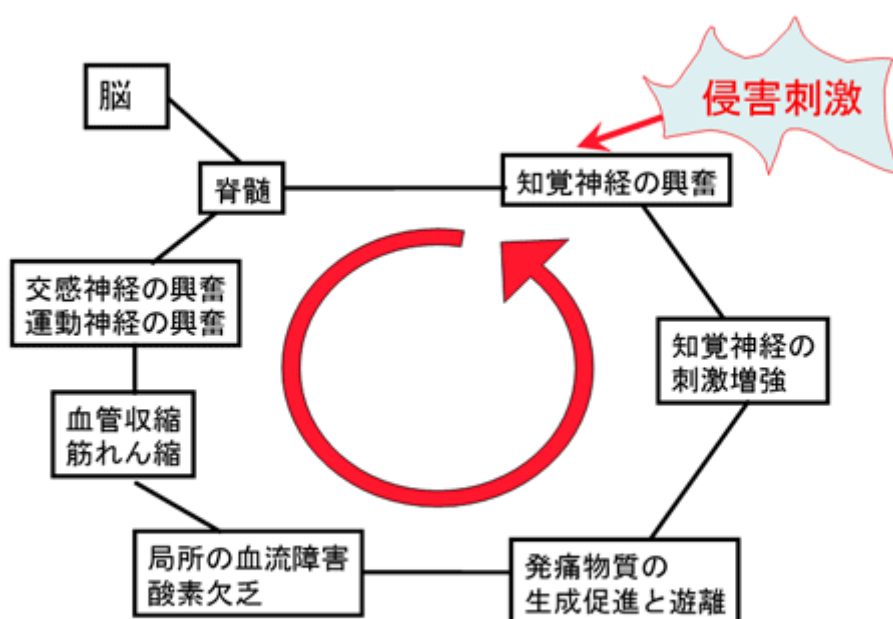 侵害刺激
脳
脊髄
知覚神経の興奮
交感神経の興奮
運動神経の興奮
知覚神経の
刺激増強
血管収縮
筋れん縮
局所の血流障害
酸素欠乏
発痛物質の
生成促進と遊離